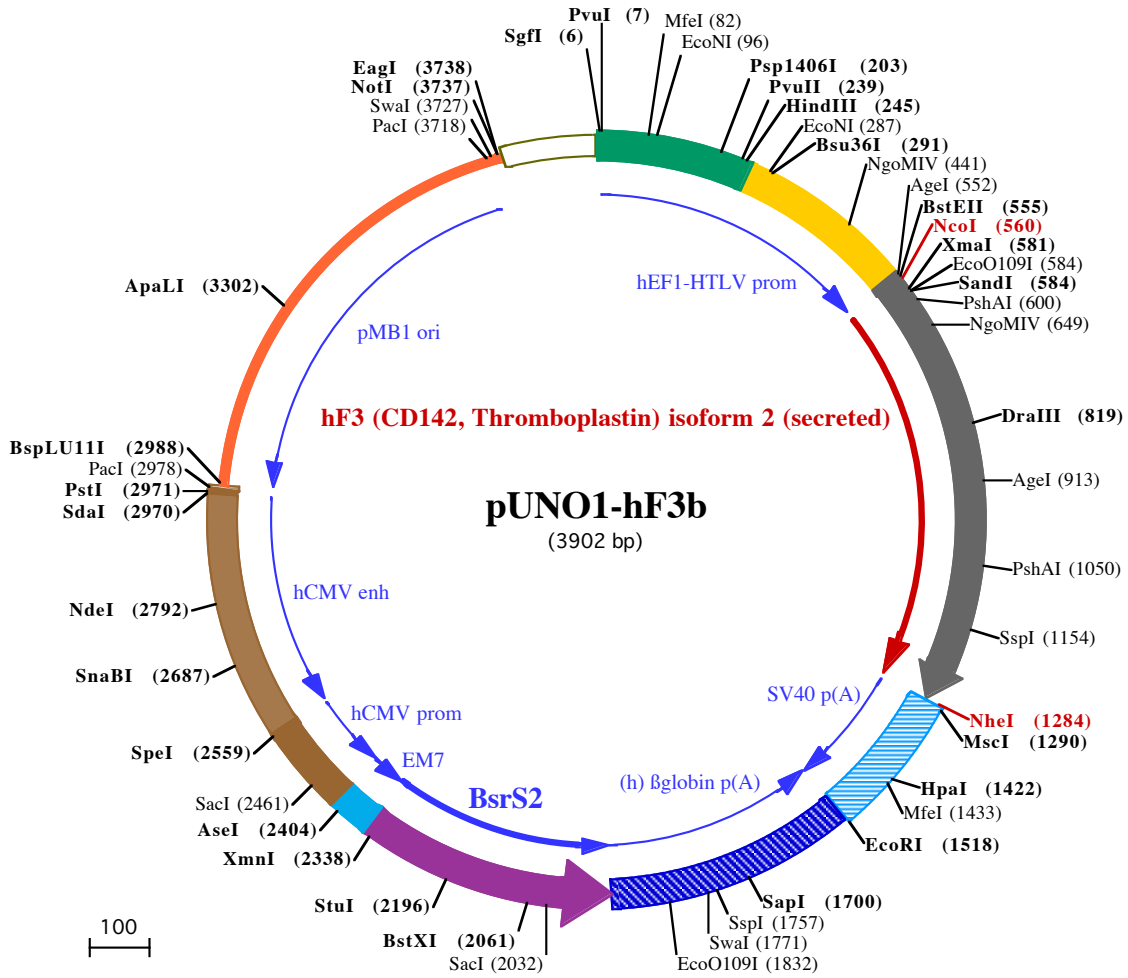 PvuI (7)
SgfI (6)
MfeI (82)
EcoNI (96)
Psp1406I (203)
PvuII (239)
HindIII (245)
EcoNI (287)
Bsu36I (291)
NgoMIV (441)
AgeI (552)
BstEII (555)
NcoI (560)
XmaI (581)
EcoO109I (584)
SandI (584)
PshAI (600)
NgoMIV (649)
DraIII (819)
AgeI (913)
PshAI (1050)
SspI (1154)
NheI (1284)
MscI (1290)
HpaI (1422)
MfeI (1433)
EcoRI (1518)
SapI (1700)
SspI (1757)
SwaI (1771)
EcoO109I (1832)
SacI (2032)
BstXI (2061)
StuI (2196)
XmnI (2338)
AseI (2404)
SacI (2461)
SpeI (2559)
SnaBI (2687)
NdeI (2792)
SdaI (2970)
PstI (2971)
PacI (2978)
BspLU11I (2988)
ApaLI (3302)
PacI (3718)
SwaI (3727)
NotI (3737)
EagI (3738)
hEF1-HTLV prom
pMB1 ori
hF3 (CD142, Thromboplastin) isoform 2 (secreted)
pUNO1-hF3b
(3902 bp)
hCMV enh
hCMV prom
EM7
BsrS2
(h) ßglobin p(A)
SV40 p(A)
100